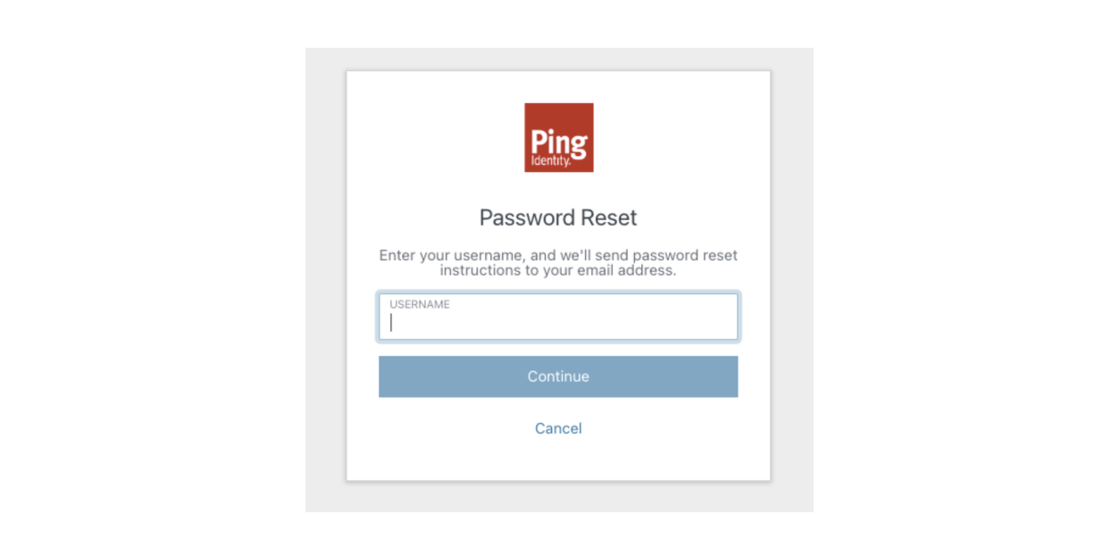 Ping
Identity.
Password Reset
Enter your username, and we'll send password reset
instructions to your email address.
USERNAME
Continue
Cancel